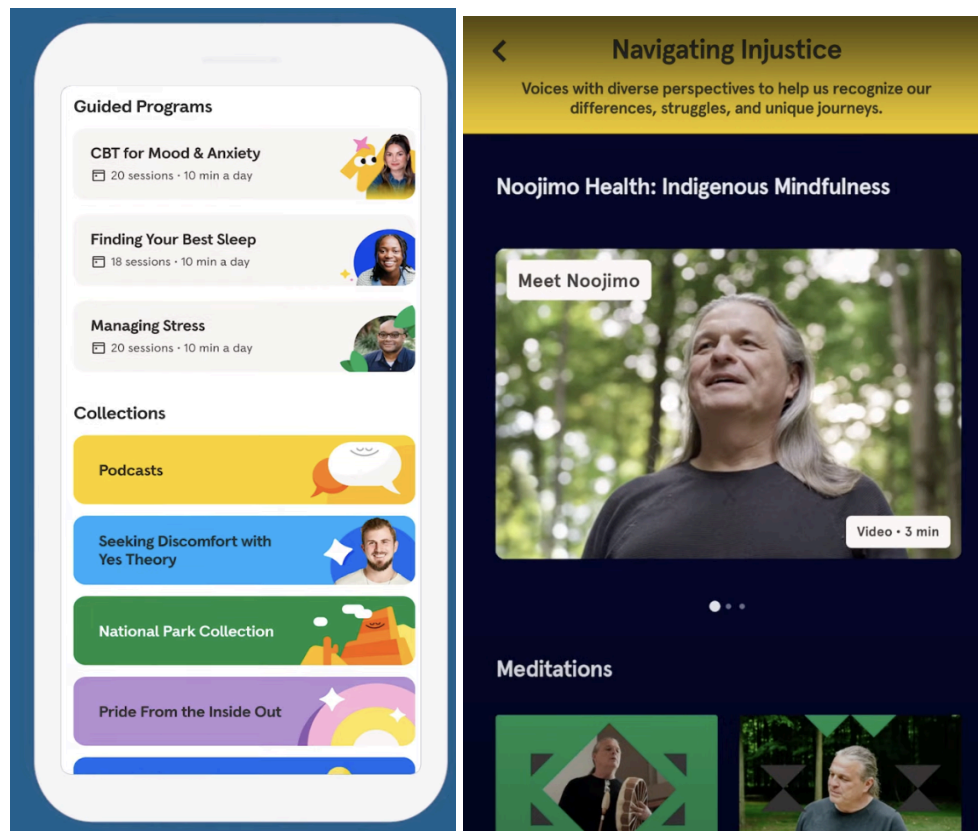 Guided Programs
CBT for Mood & Anxiety
20 sessions • 10 min a day
Finding Your Best Sleep
18 sessions • 10 min a day
Managing Stress
20 sessions • 10 min a day
Collections
Podcasts
Seeking Discomfort with
Yes Theory
National Park Collection
Pride From the Inside Out
Navigating Injustice
Voices with diverse perspectives to help us recognize our
differences, struggles, and unique journeys.
Noojimo Health: Indigenous Mindfulness
Meet Noojimo
Video • 3 min
Meditations